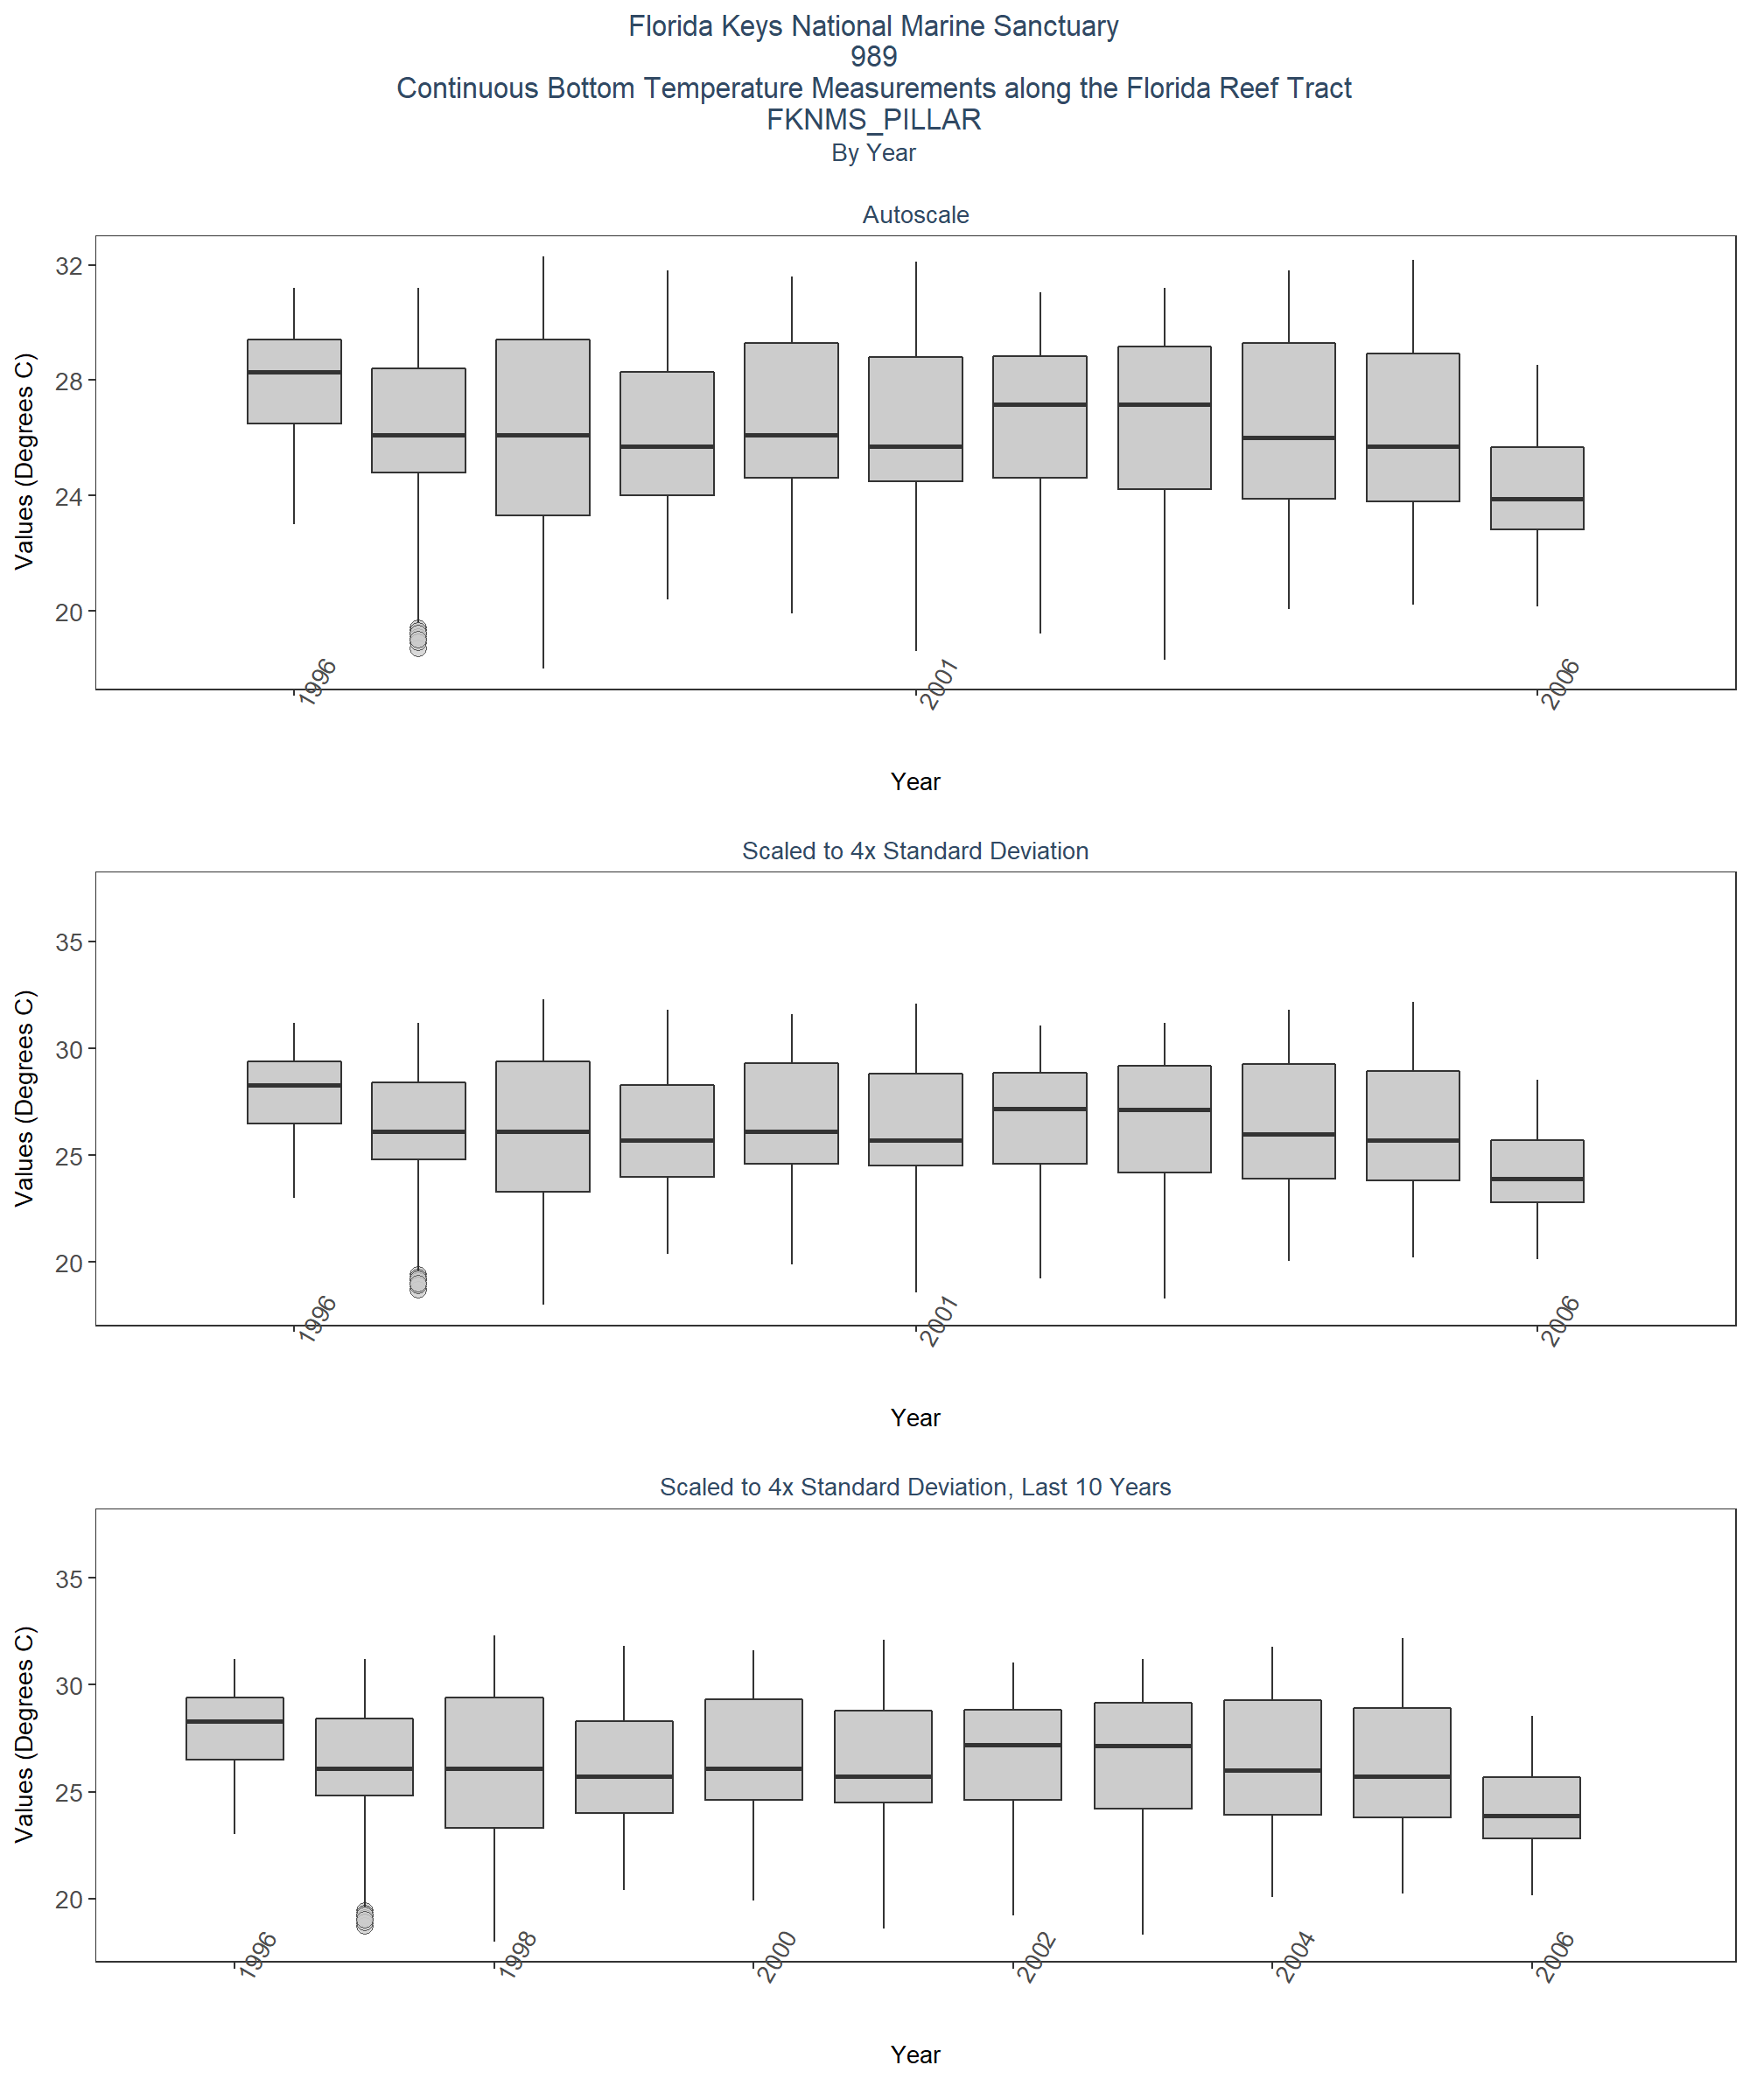 Florida Keys National Marine Sanctuary
989
Continuous Bottom Temperature Measurements along the Florida Reef Tract
FKNMS_PILLAR
By Year
Autoscale
Values (Degrees C)
32
28
24
20
1996
2001
2006
Year
Scaled to 4x Standard Deviation
Values (Degrees C)
35
30
25
20
1996
2001
2006
Year
Scaled to 4x Standard Deviation, Last 10 Years
Values (Degrees C)
35
30
25
20
1996
1998
2000
2002
2004
2006
Year